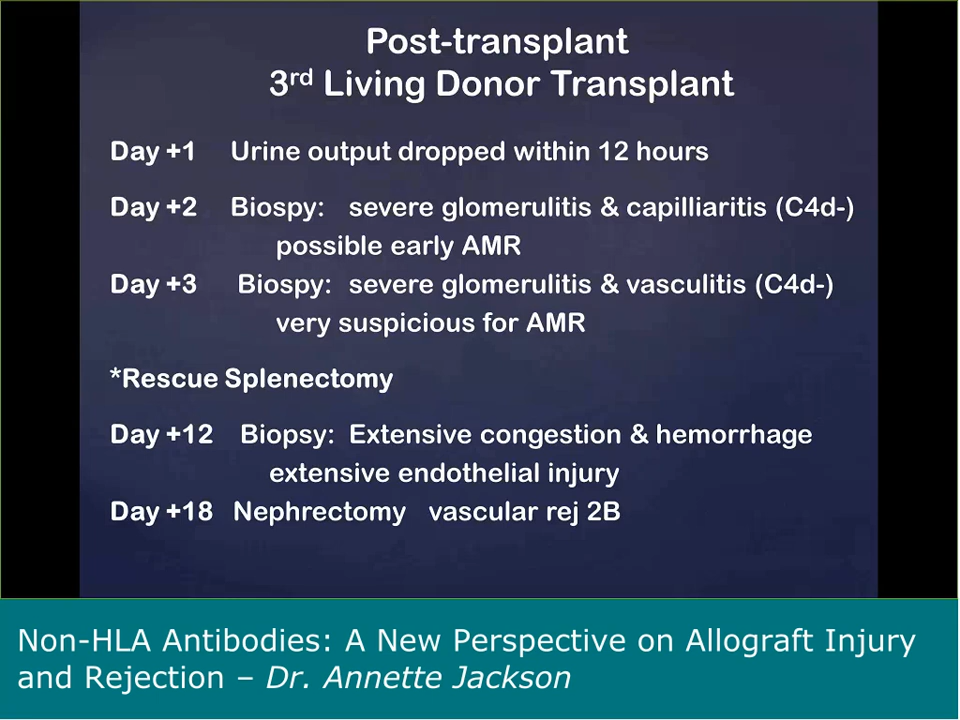 Post-transplant
3rd Living Donor Transplant
Day +1 Urine output dropped within 12 hours
Day +2 Biospy: severe glomerulitis & capilliaritis (C4d-)
possible early AMR
Day +3 Biospy: severe glomerulitis & vasculitis (C4d-)
very suspicious for AMR
*Rescue Splenectomy
Day +12 Biopsy: Extensive congestion & hemorrhage
extensive endothelial injury
Day +18 Nephrectomy vascular rej 2B
Non-HLA Antibodies: A New Perspective on Allograft Injury
and Rejection – Dr. Annette Jackson